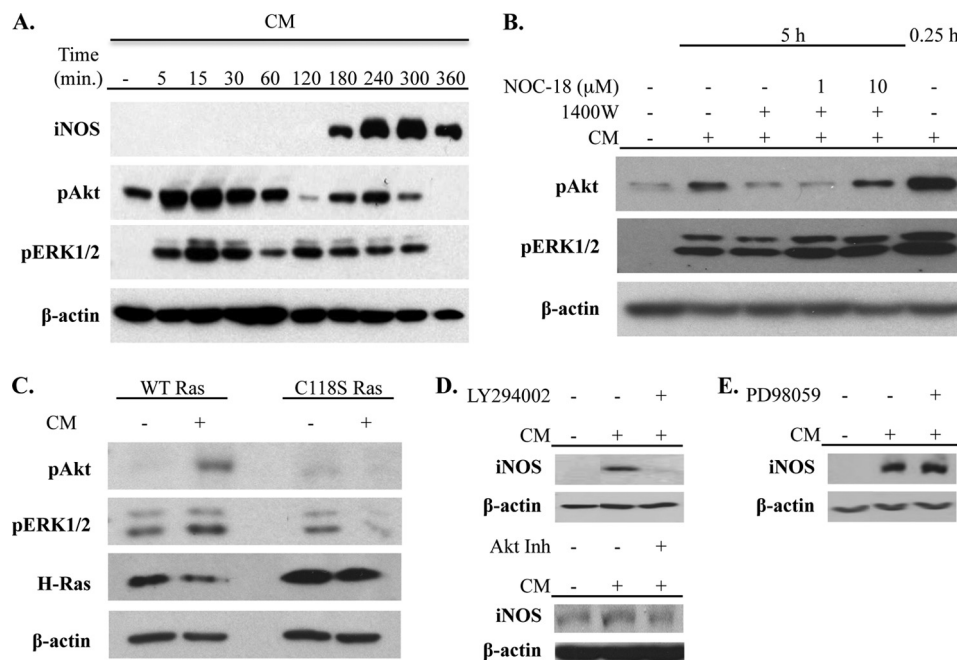 A.
CM
Time
(min.) - 5 15 30 60 120 180 240 300 360
iNOS
pAkt
pERK1/2
β-actin
B.
5 h 0.25 h
NOC-18 (μM) - - - 1 10 -
1400W - - + + + -
CM - + + + + +
pAkt
pERK1/2
β-actin
C.
WT Ras C118S Ras
CM - + - +
pAkt
pERK1/2
H-Ras
β-actin
D.
LY294002 - - +
CM - + +
iNOS
β-actin
Akt Inh - - +
CM - + +
iNOS
β-actin
E.
PD98059 - - +
CM - + +
iNOS
β-actin